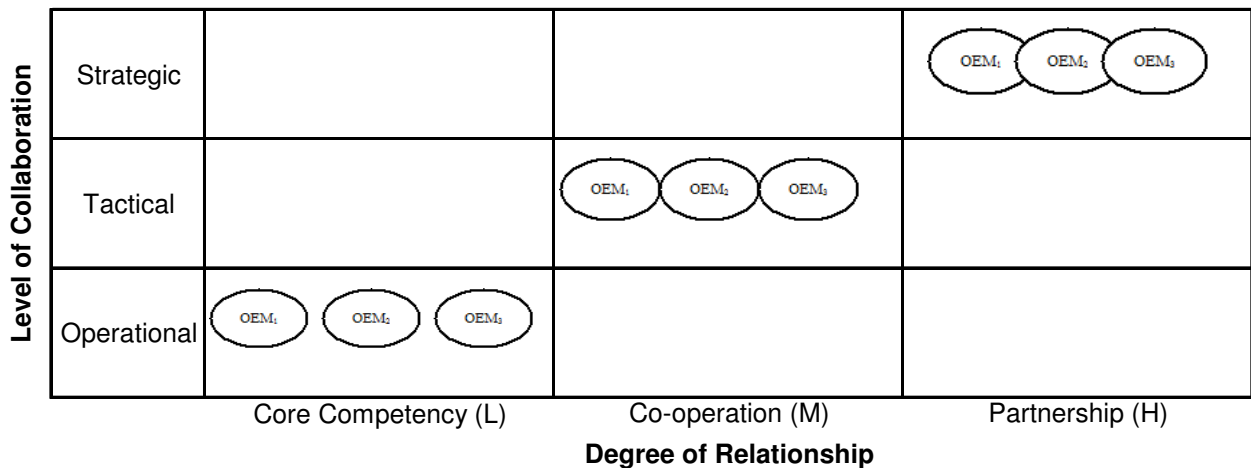 Level of Collaboration
Strategic
OEM₁ OEM₂ OEM₃
Tactical
OEM₁ OEM₂ OEM₃
Operational
OEM₁ OEM₂ OEM₃
Core Competency (L) Co-operation (M) Partnership (H)
Degree of Relationship